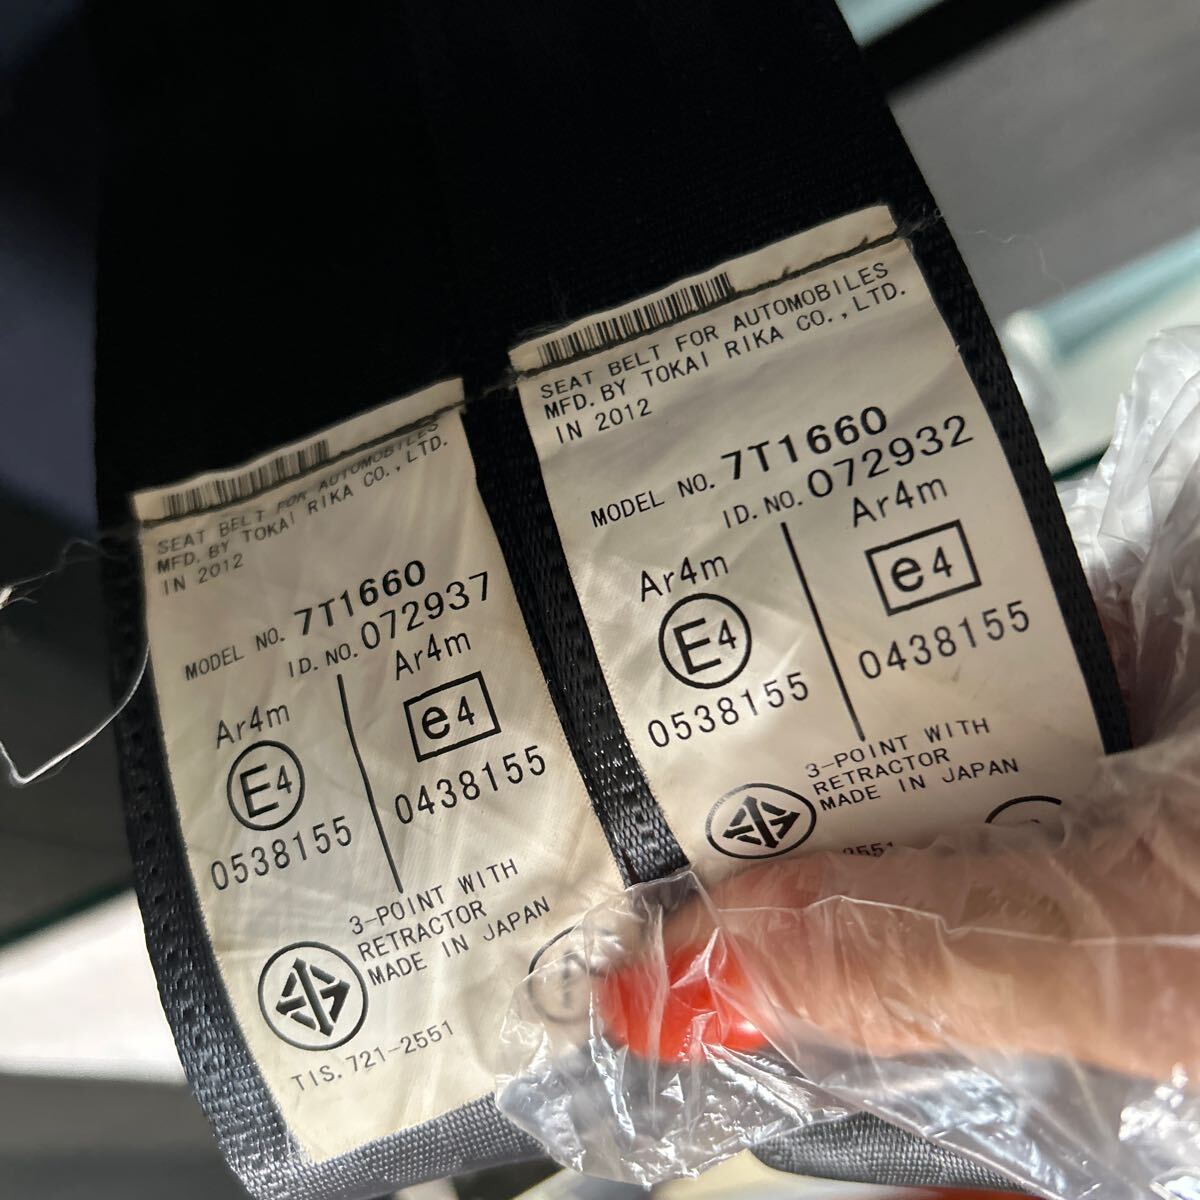 SEAT BELT FOR AUTOMOBILES
MFD. BY TOKAI RIKA CO., LTD.
IN 2012
MODEL NO. 7T1660
ID. NO. 072937
Ar4m
E4
0538155
Ar4m
e4
0438155
3-POINT WITH
RETRACTOR
MADE IN JAPAN
TIS. 721-2551
SEAT BELT FOR AUTOMOBILES
MFD. BY TOKAI RIKA CO., LTD.
IN 2012
MODEL NO. 7T1660
ID. NO. 072932
Ar4m
E4
0538155
Ar4m
e4
0438155
3-POINT WITH
RETRACTOR
MADE IN JAPAN
2551